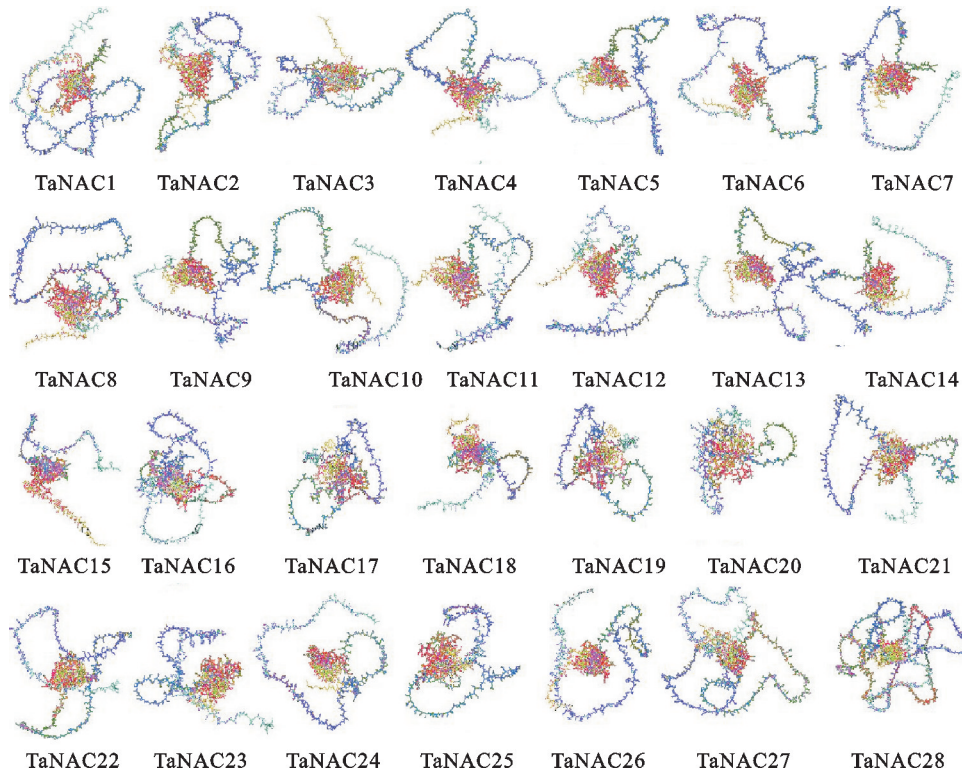 TaNAC1 TaNAC2 TaNAC3 TaNAC4 TaNAC5 TaNAC6 TaNAC7
TaNAC8 TaNAC9 TaNAC10 TaNAC11 TaNAC12 TaNAC13 TaNAC14
TaNAC15 TaNAC16 TaNAC17 TaNAC18 TaNAC19 TaNAC20 TaNAC21
TaNAC22 TaNAC23 TaNAC24 TaNAC25 TaNAC26 TaNAC27 TaNAC28